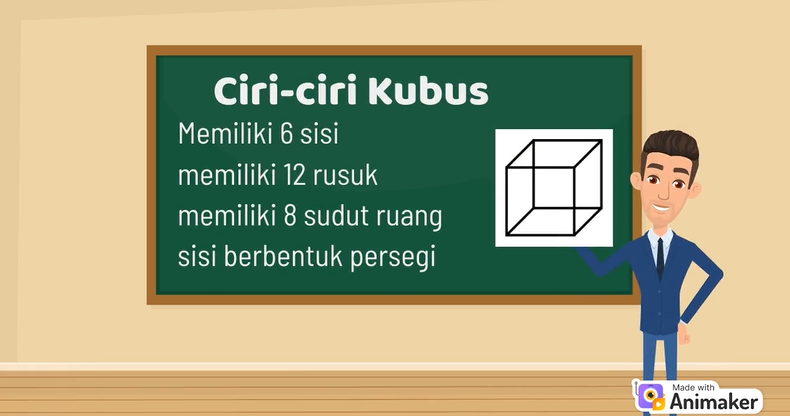 Ciri-ciri Kubus
Memiliki 6 sisi
memiliki 12 rusuk
memiliki 8 sudut ruang
sisi berbentuk persegi
Made with
Animaker